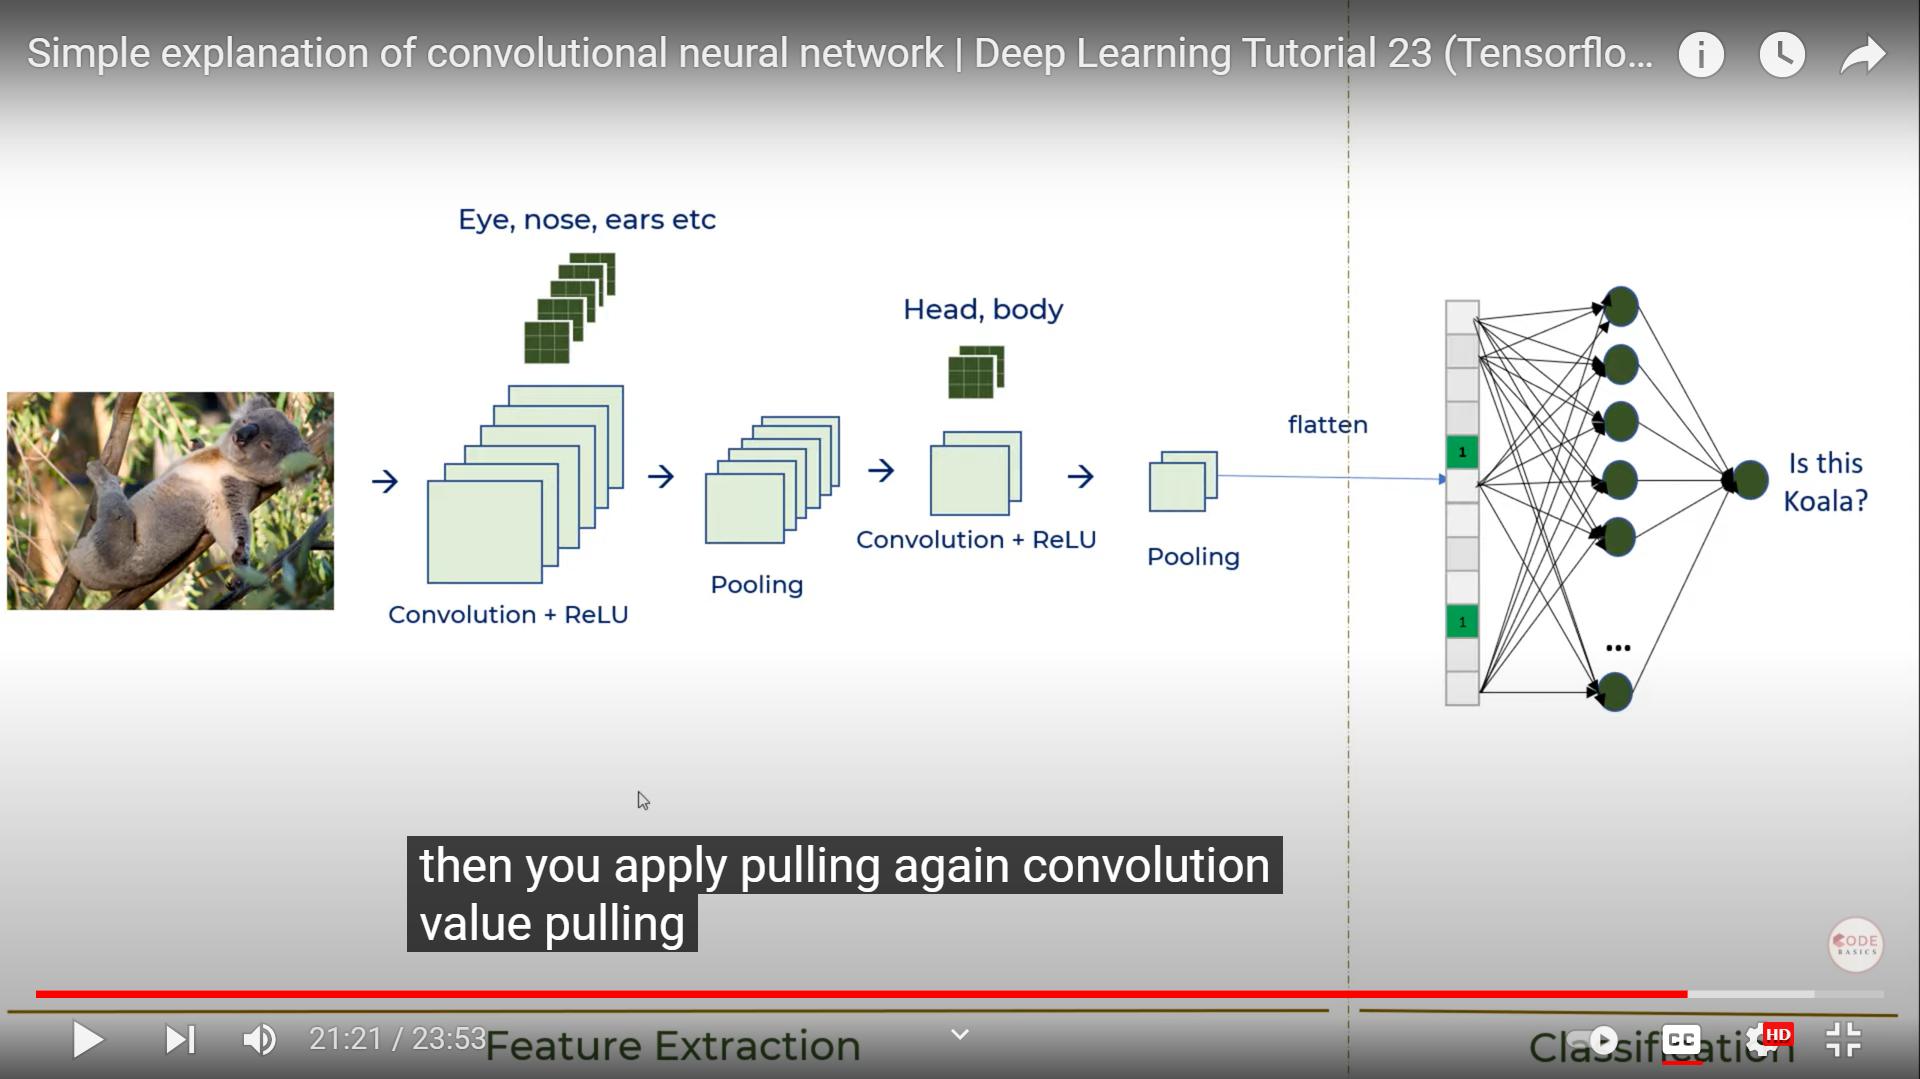 Simple explanation of convolutional neural network | Deep Learning Tutorial 23 (Tensorflo...
Eye, nose, ears etc
Head, body
flatten
1
Is this
Koala?
Convolution + ReLU
Pooling
Pooling
Convolution + ReLU
1
...
then you apply pulling again convolution
value pulling
CODE
BASICS
21:21 / 23:53
Feature Extraction
Classification
CC
HD